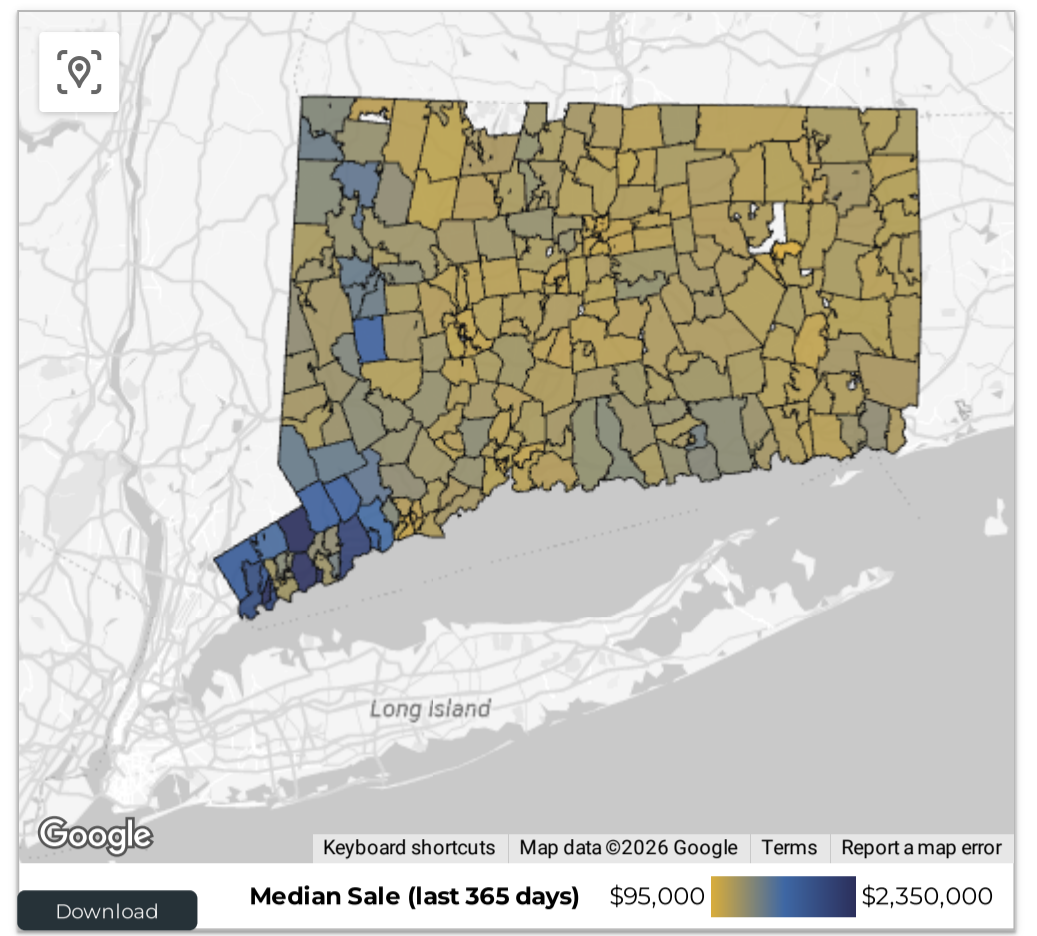 Long Island
Google
Keyboard shortcuts
Map data ©2026 Google
Terms
Report a map error
Download
Median Sale (last 365 days)
$95,000
$2,350,000